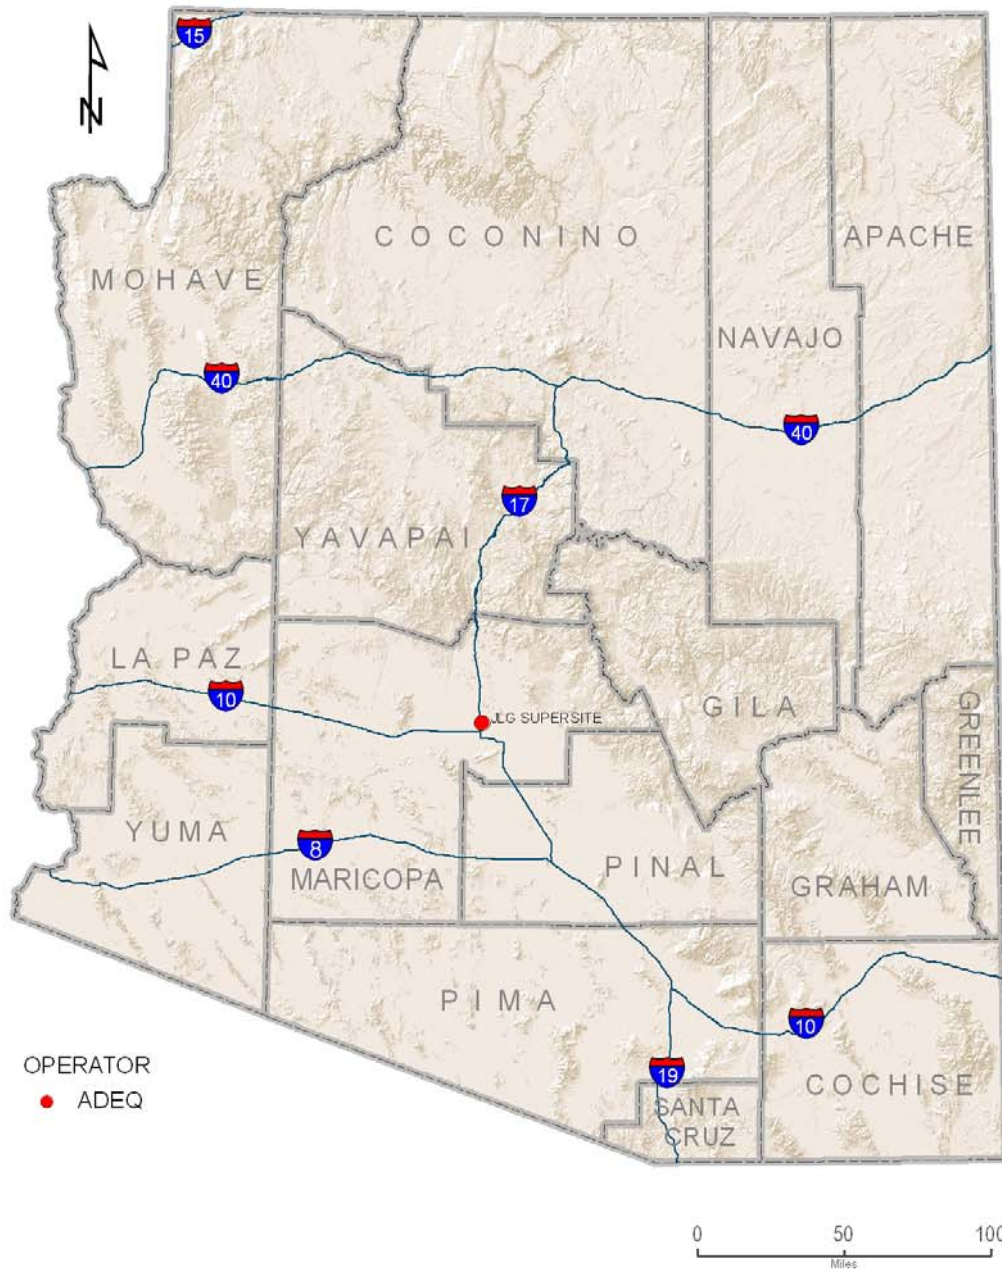 15
N
COCONINO
APACHE
MOHAVE
NAVAJO
40
40
17
YAVAPAI
LA PAZ
10
GILA
GREENLEE
JLG SUPERSITE
YUMA
8
MARICOPA
PINAL
GRAHAM
PIMA
10
19
COCHISE
SANTA
CRUZ
OPERATOR
ADEQ
0 50 100
Miles